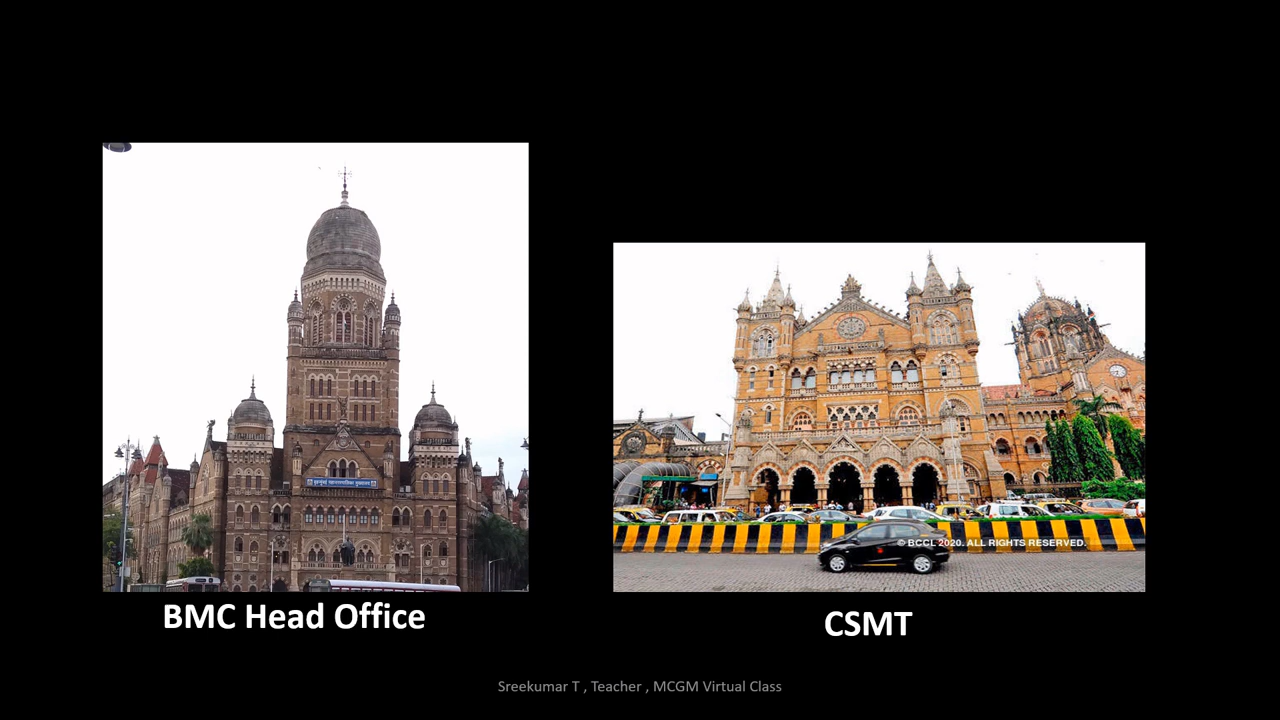 © BCCL 2020. ALL RIGHTS RESERVED.
BMC Head Office
CSMT
Sreekumar T , Teacher , MCGM Virtual Class